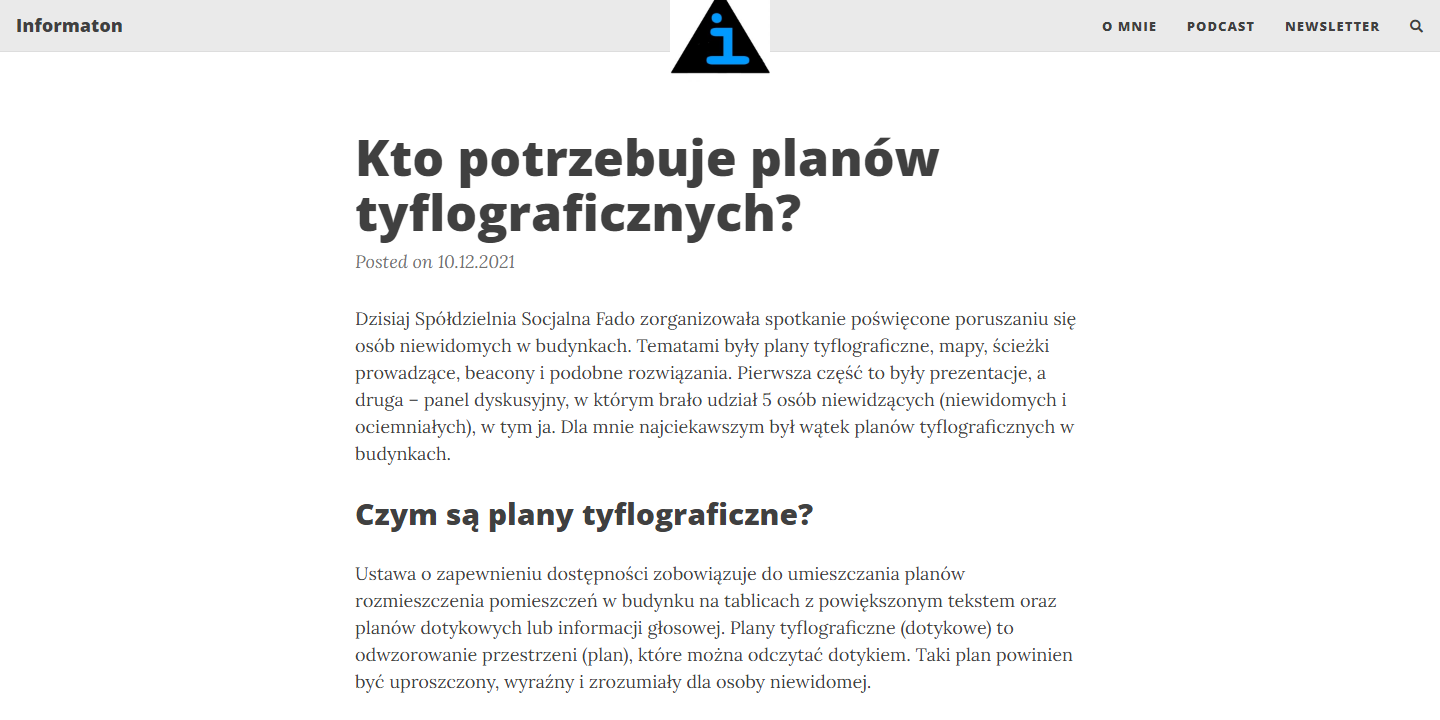 Informaton
i
O MNIE
PODCAST
NEWSLETTER
Kto potrzebuje planów
tyflograficznych?
Posted on 10.12.2021
Dzisiaj Spółdzielnia Socjalna Fado zorganizowała spotkanie poświęcone poruszaniu się
osób niewidomych w budynkach. Tematami były plany tyflograficzne, mapy, ścieżki
prowadzące, beacony i podobne rozwiązania. Pierwsza część to były prezentacje, a
druga – panel dyskusyjny, w którym brało udział 5 osób niewidzących (niewidomych i
ociemniałych), w tym ja. Dla mnie najciekawszym był wątek planów tyflograficznych w
budynkach.
Czym są plany tyflograficzne?
Ustawa o zapewnieniu dostępności zobowiązuje do umieszczania planów
rozmieszczenia pomieszczeń w budynku na tablicach z powiększonym tekstem oraz
planów dotykowych lub informacji głosowej. Plany tyflograficzne (dotykowe) to
odwzorowanie przestrzeni (plan), które można odczytać dotykiem. Taki plan powinien
być uproszczony, wyraźny i zrozumiały dla osoby niewidomej.